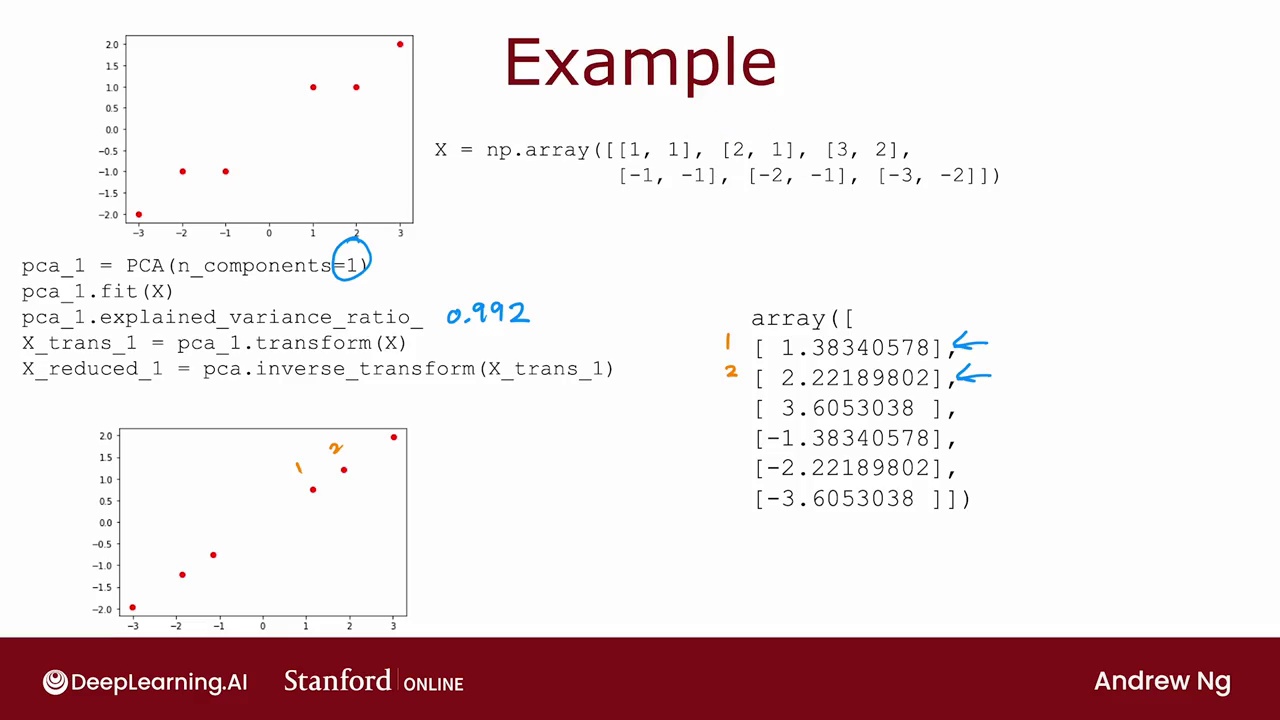 Example
2.0
1.5
1.0
0.5
0.0
−0.5
−1.0
−1.5
−2.0
−3 −2 −1 0 1 2 3
X = np.array([[1, 1], [2, 1], [3, 2],
[-1, -1], [-2, -1], [-3, -2]])
pca_1 = PCA(n_components=1)
pca_1.fit(X)
pca_1.explained_variance_ratio_ 0.992
X_trans_1 = pca_1.transform(X)
X_reduced_1 = pca.inverse_transform(X_trans_1)
array([
1 [ 1.38340578],
2 [ 2.22189802],
[ 3.6053038 ],
[-1.38340578],
[-2.22189802],
[-3.6053038 ]])
2.0
1.5
1.0
0.5
0.0
−0.5
−1.0
−1.5
−2.0
−3 −2 −1 0 1 2 3
1 2
DeepLearning.AI Stanford ONLINE Andrew Ng